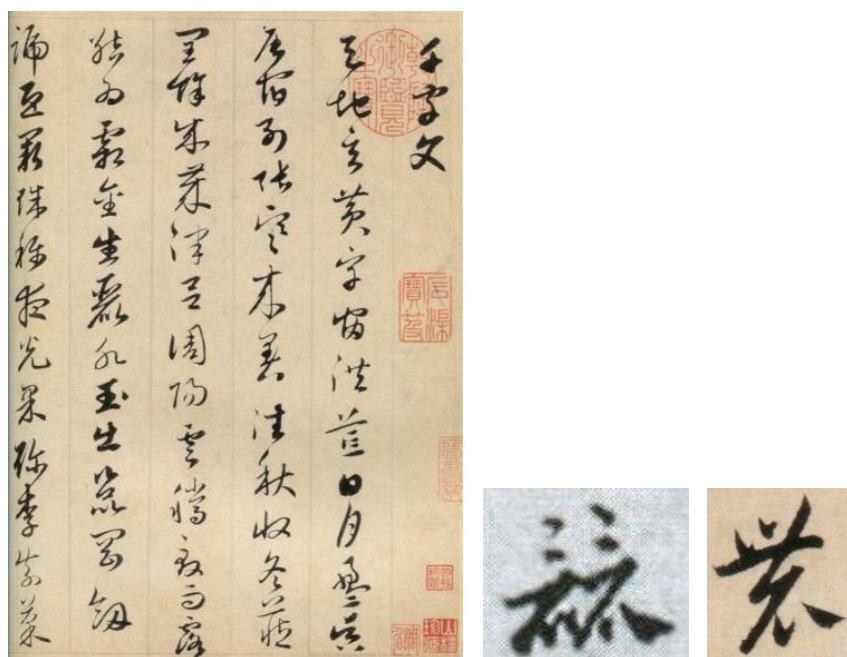 千字文
天地玄黃宇宙洪荒日月盈昃
辰宿列張寒來暑往秋收冬藏
閏餘成歲律呂調陽雲騰致雨露
結為霜金生麗水玉出崑岡劍
號巨闕珠稱夜光果珍李柰菜